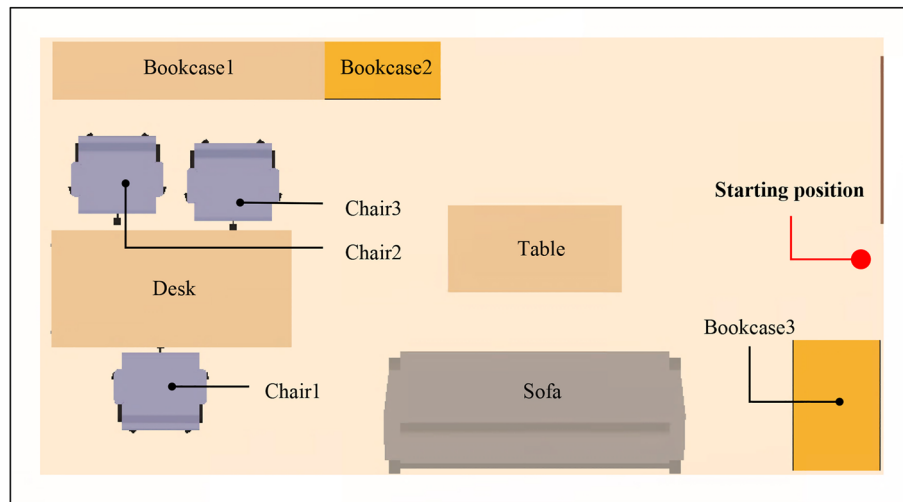 Bookcase1
Bookcase2
Starting position
Chair3
Chair2
Table
Desk
Bookcase3
Chair1
Sofa